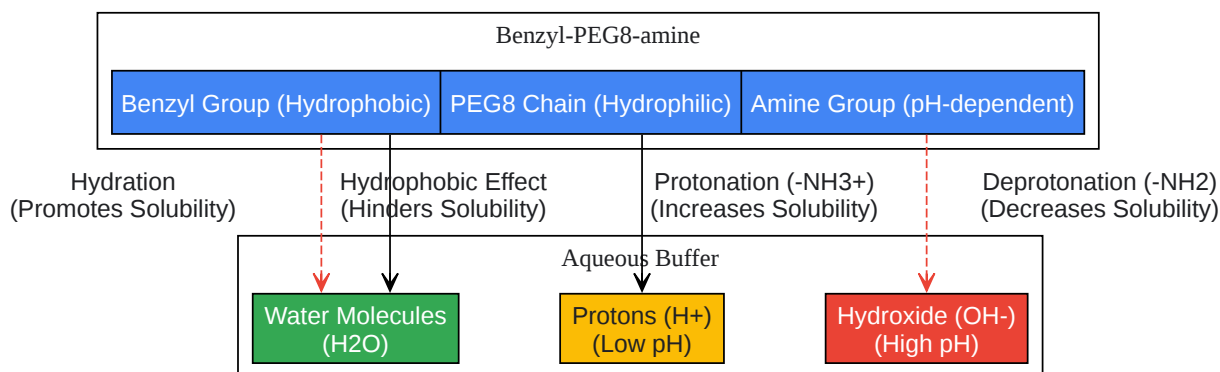 Benzyl-PEG8-amine
Benzyl Group (Hydrophobic)
PEG8 Chain (Hydrophilic)
Amine Group (pH-dependent)
Hydration
(Promotes Solubility)
Hydrophobic Effect
(Hinders Solubility)
Protonation (-NH3+)
(Increases Solubility)
Deprotonation (-NH2)
(Decreases Solubility)
Aqueous Buffer
Water Molecules
(H2O)
Protons (H+)
(Low pH)
Hydroxide (OH-)
(High pH)